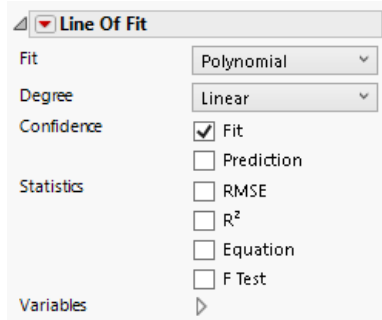 Line Of Fit
Fit Polynomial
Degree Linear
Confidence Fit
Prediction
Statistics RMSE
R²
Equation
F Test
Variables